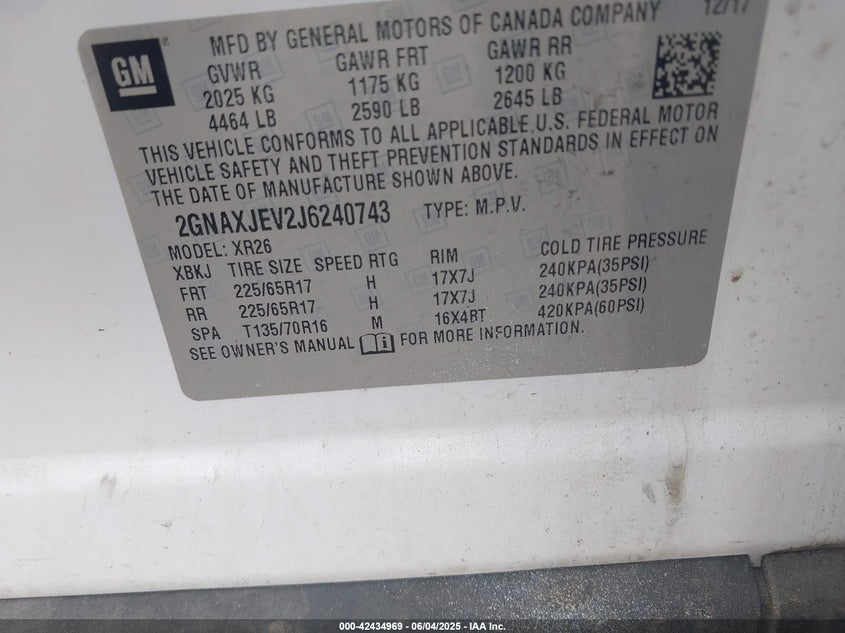 MFD BY GENERAL MOTORS OF CANADA COMPANY 12/17
GM
GVWR GAWR FRT GAWR RR
2025 KG 1175 KG 1200 KG
4464 LB 2590 LB 2645 LB
THIS VEHICLE CONFORMS TO ALL APPLICABLE U.S. FEDERAL MOTOR
VEHICLE SAFETY AND THEFT PREVENTION STANDARDS IN EFFECT ON
THE DATE OF MANUFACTURE SHOWN ABOVE.
2GNAXJEV2J6240743 TYPE: M.P.V.
MODEL: XR26
XBKJ TIRE SIZE SPEED RTG RIM COLD TIRE PRESSURE
FRT 225/65R17 H 17X7J 240KPA(35PSI)
RR 225/65R17 H 17X7J 240KPA(35PSI)
SPA T135/70R16 M 16X4BT 420KPA(60PSI)
SEE OWNER'S MANUAL i FOR MORE INFORMATION.
000-42434969 - 06/04/2025 - IAA Inc.